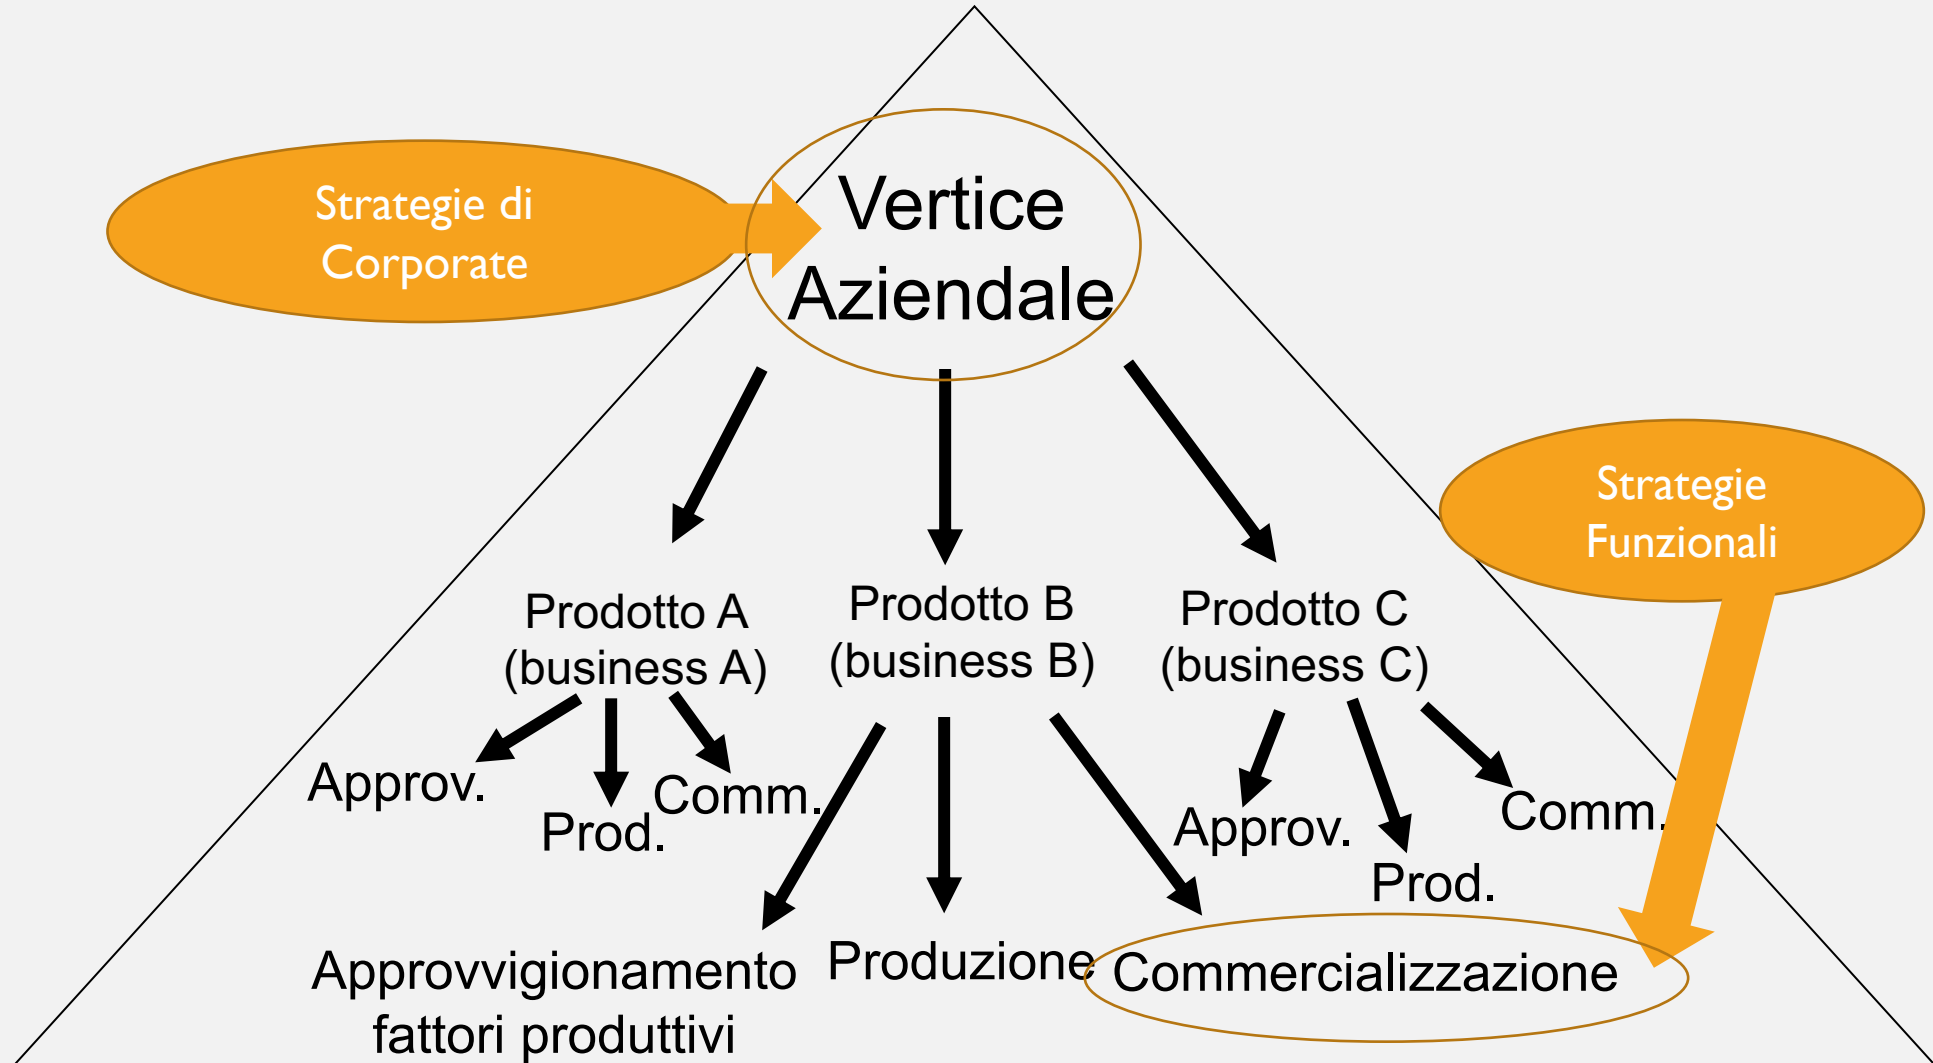 Strategie di
Corporate
Vertice
Aziendale
Strategie
Funzionali
Prodotto A
(business A)
Prodotto B
(business B)
Prodotto C
(business C)
Approv.
Prod.
Comm.
Approv.
Prod.
Comm.
Approvvigionamento
fattori produttivi
Produzione
Commercializzazione